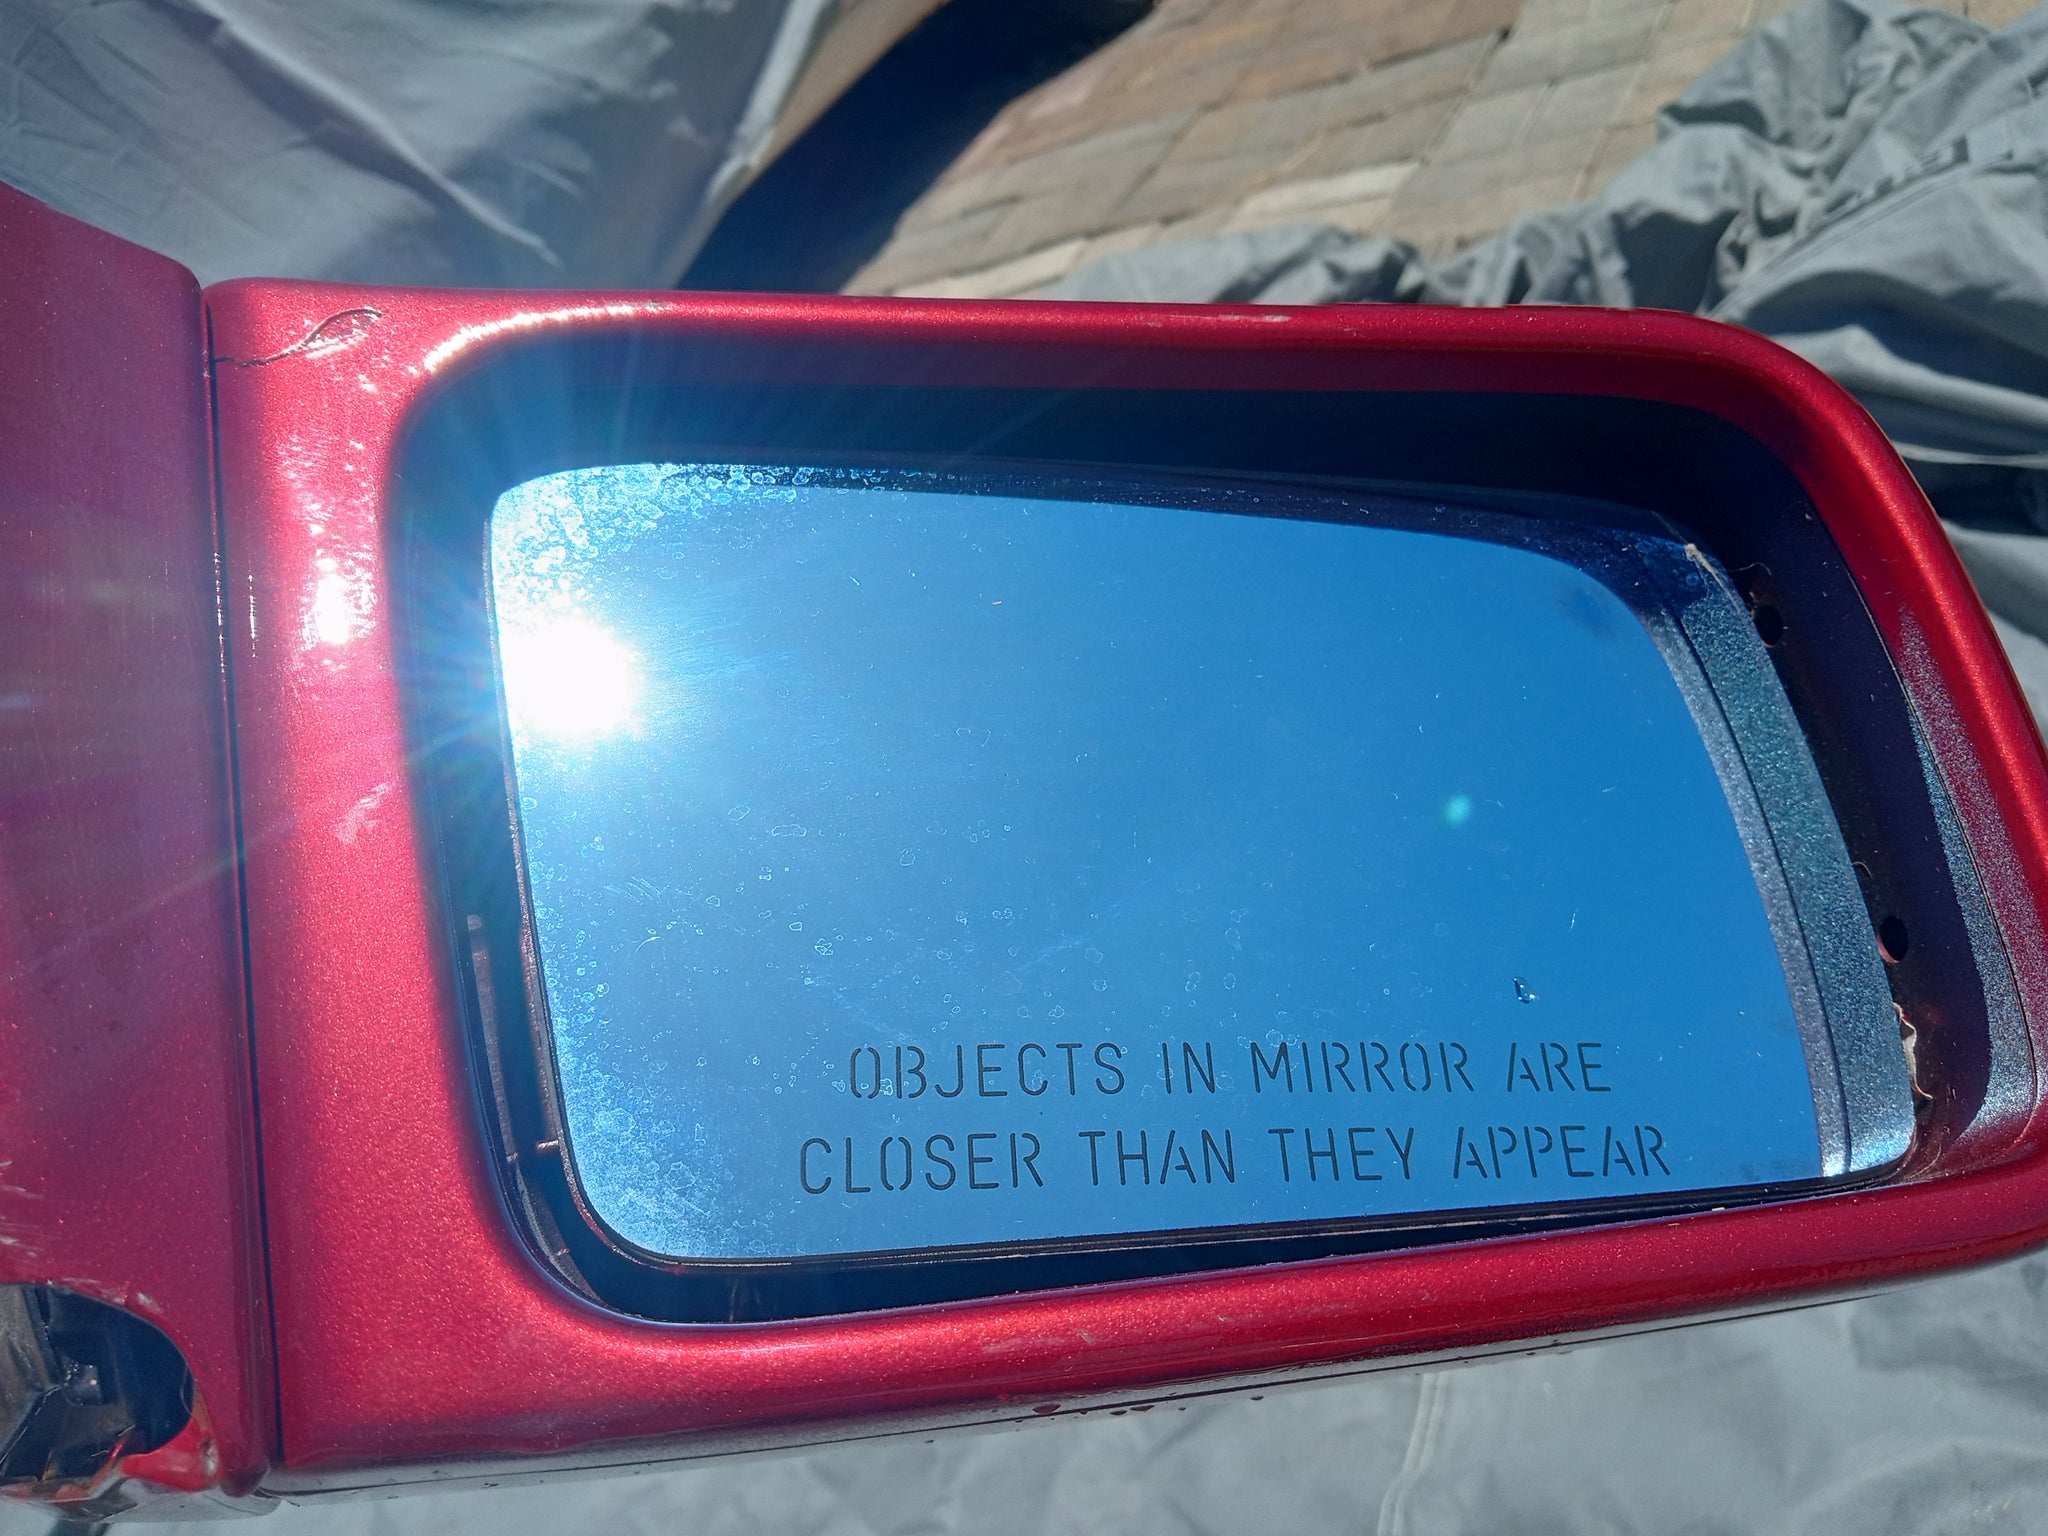 OBJECTS IN MIRROR ARE
CLOSER THAN THEY APPEAR